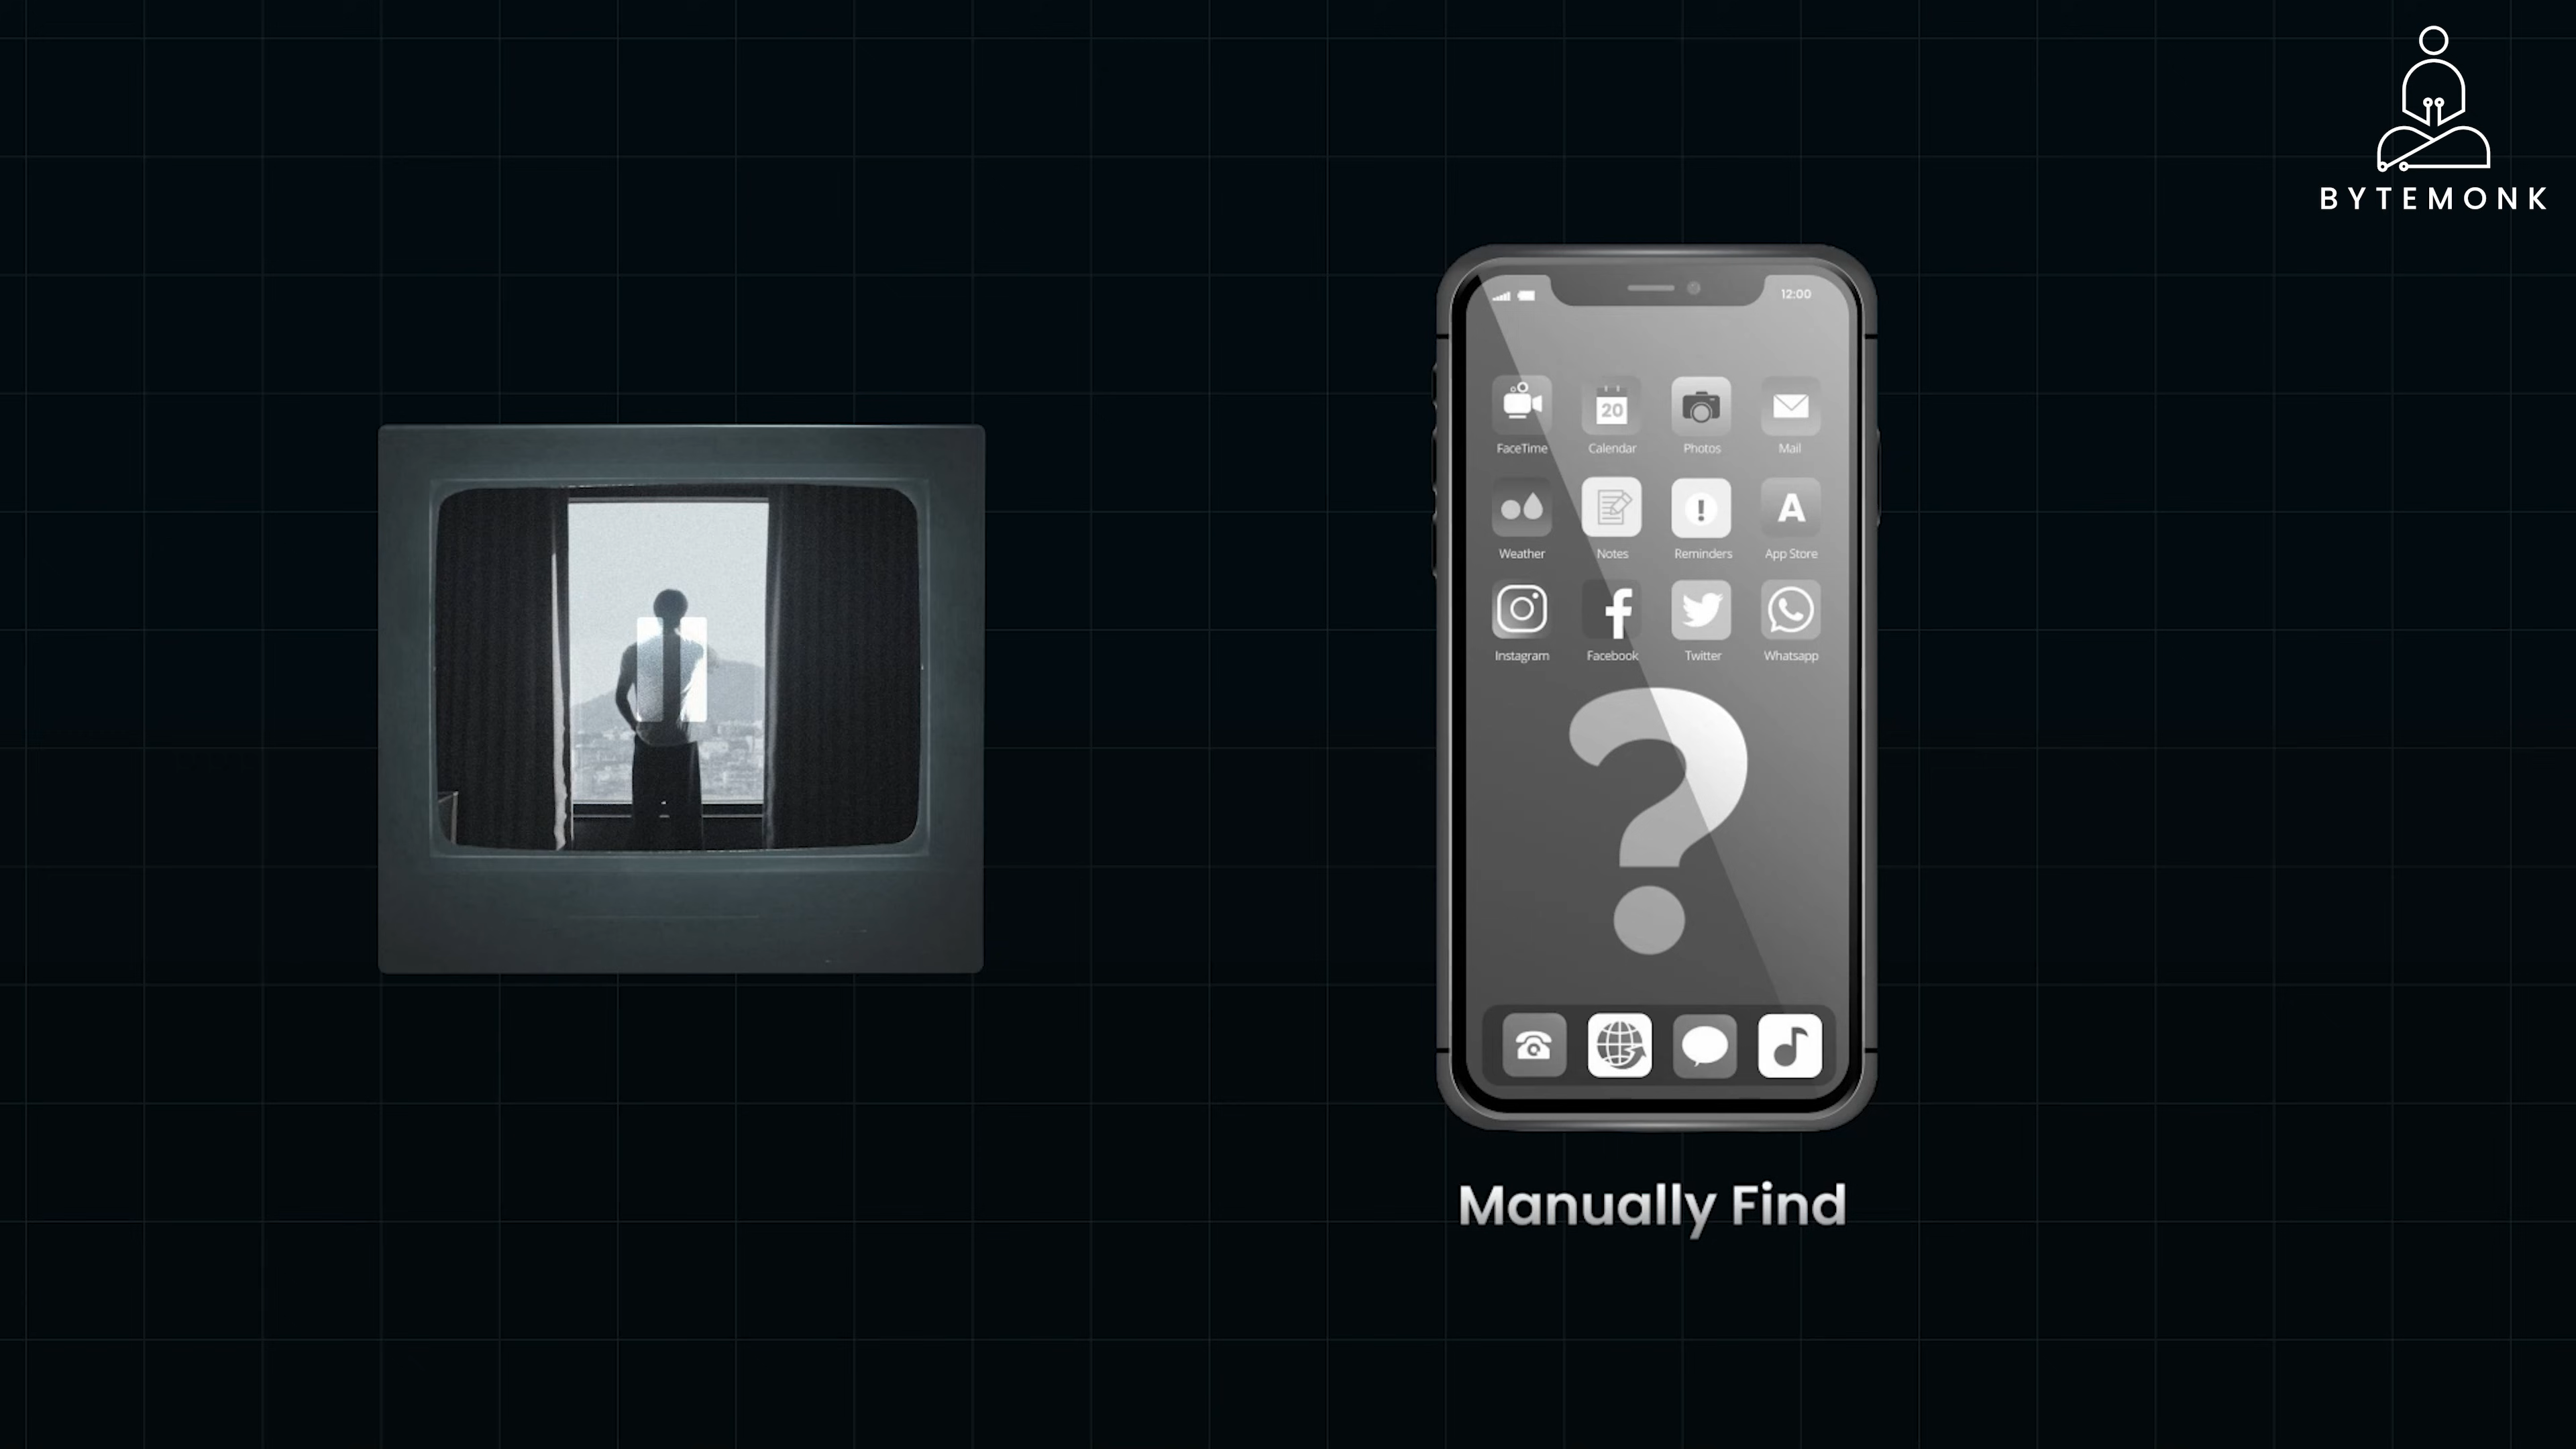 BYTEMONK
12:00
20
FaceTime Calendar Photos Mail
Weather Notes Reminders App Store
Instagram Facebook Twitter Whatsapp
?
Manually Find